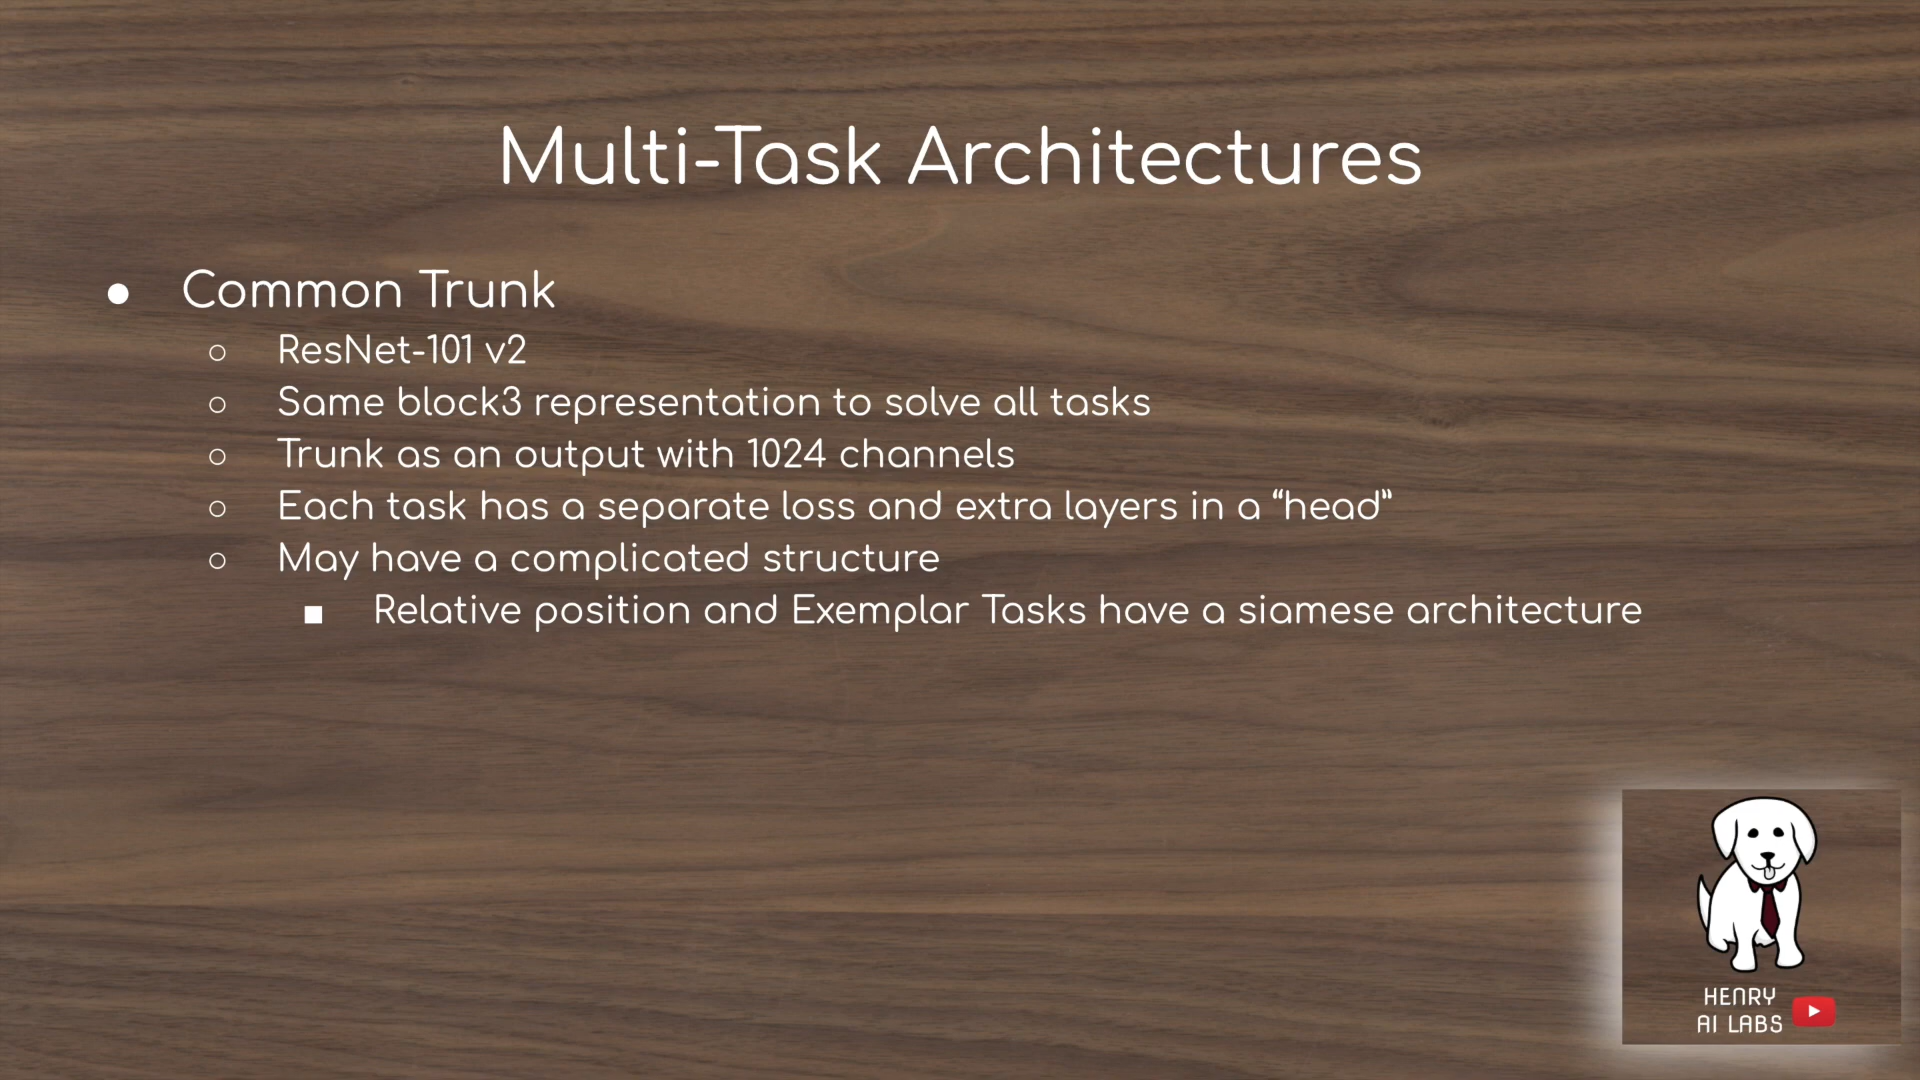 Multi-Task Architectures
● Common Trunk
○ ResNet-101 v2
○ Same block3 representation to solve all tasks
○ Trunk as an output with 1024 channels
○ Each task has a separate loss and extra layers in a “head”
○ May have a complicated structure
■ Relative position and Exemplar Tasks have a siamese architecture
HENRY
AI LABS